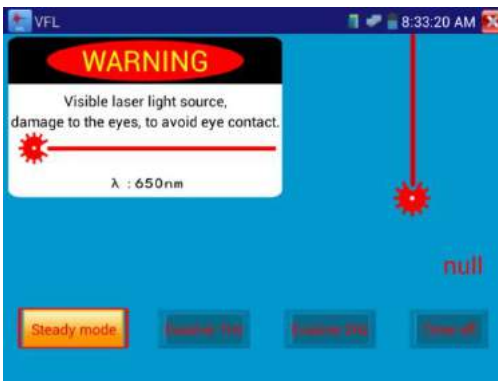 VFL
8:33:20 AM
WARNING
Visible laser light source,
damage to the eyes, to avoid eye contact.
λ :650nm
null
Steady mode